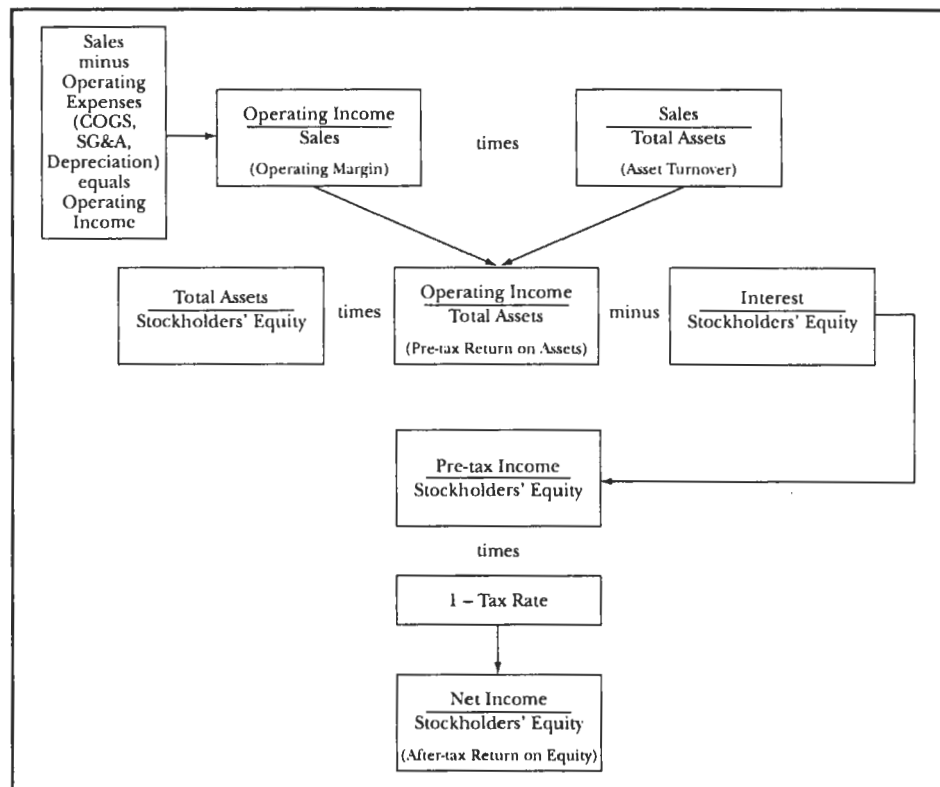 Sales
minus
Operating
Expenses
(COGS,
SG&A,
Depreciation)
equals
Operating
Income
Operating Income
Sales
(Operating Margin)
times
Sales
Total Assets
(Asset Turnover)
Total Assets
Stockholders' Equity
times
Operating Income
Total Assets
(Pre-tax Return on Assets)
minus
Interest
Stockholders' Equity
Pre-tax Income
Stockholders' Equity
times
1 – Tax Rate
Net Income
Stockholders' Equity
(After-tax Return on Equity)